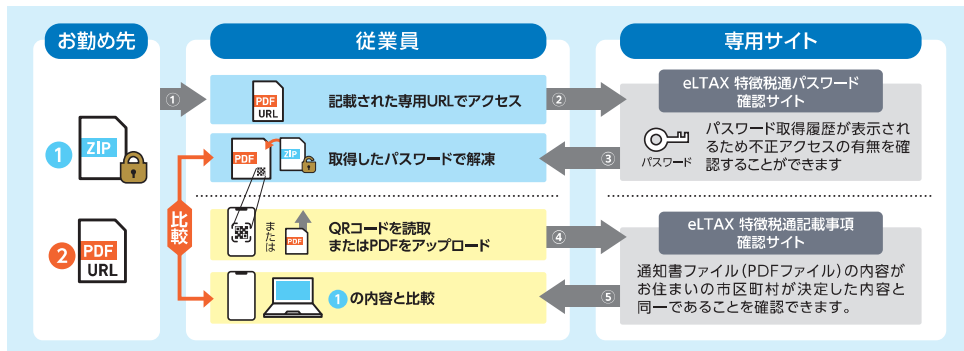 お勤め先
従業員
専用サイト
①
PDF
URL
記載された専用URLでアクセス
②
eLTAX 特徴税通パスワード
確認サイト
パスワード
パスワード取得履歴が表示され
るため不正アクセスの有無を確
認することができます
1
ZIP
PDF
ZIP
取得したパスワードで解凍
③
比較
2
PDF
URL
または
PDF
QRコードを読取
またはPDFをアップロード
④
eLTAX 特徴税通記載事項
確認サイト
通知書ファイル(PDFファイル)の内容が
お住まいの市区町村が決定した内容と
同一であることを確認できます。
1の内容と比較
⑤